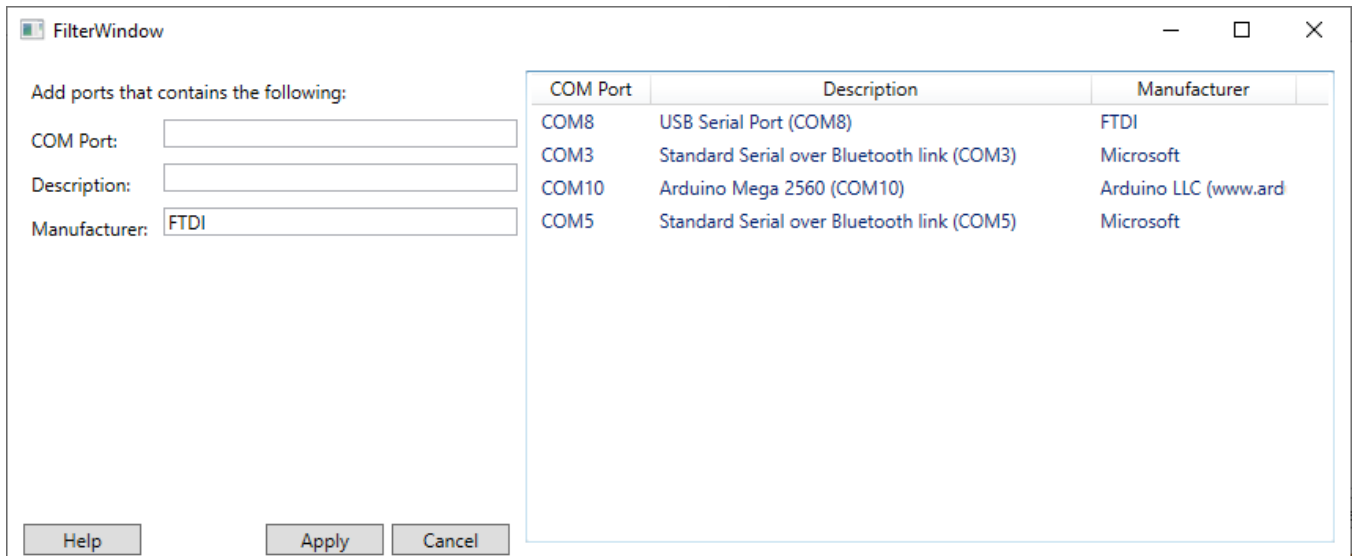 FilterWindow
Add ports that contains the following:
COM Port:
Description:
Manufacturer: FTDI
Help Apply Cancel
COM Port Description Manufacturer
COM8 USB Serial Port (COM8) FTDI
COM3 Standard Serial over Bluetooth link (COM3) Microsoft
COM10 Arduino Mega 2560 (COM10) Arduino LLC (www.ard
COM5 Standard Serial over Bluetooth link (COM5) Microsoft